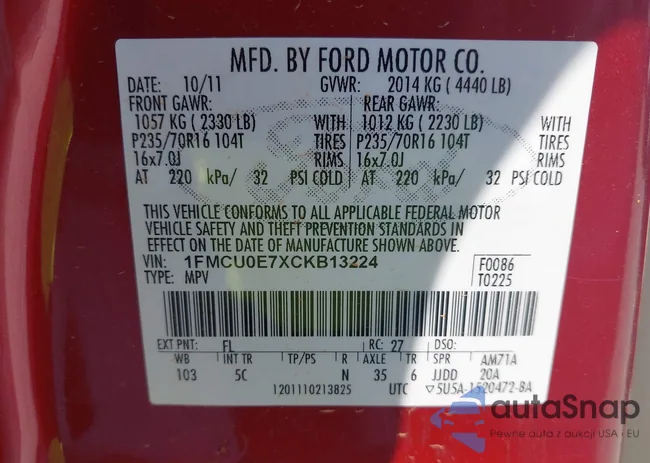 MFD. BY FORD MOTOR CO.
DATE: 10/11 GVWR: 2014 KG ( 4440 LB)
FRONT GAWR: REAR GAWR:
1057 KG ( 2330 LB) WITH 1012 KG ( 2230 LB) WITH
P235/70R16 104T TIRES P235/70R16 104T TIRES
16x7.0J RIMS 16x7.0J RIMS
AT 220 kPa/ 32 PSI COLD AT 220 kPa/ 32 PSI COLD
THIS VEHICLE CONFORMS TO ALL APPLICABLE FEDERAL MOTOR
VEHICLE SAFETY AND THEFT PREVENTION STANDARDS IN
EFFECT ON THE DATE OF MANUFACTURE SHOWN ABOVE.
VIN: 1FMCU0E7XCKB13224 F0086
TYPE: MPV T0225
EXT PNT: FL RC: 27 DSO:
WB INT TR TP/PS R AXLE TR SPR AM71A
103 5C N 35 6 JJDD 20A
1201110213825 UTC ▽5U5A-1520472-BA
autoSnap
Pewne auta z aukcji USA i EU